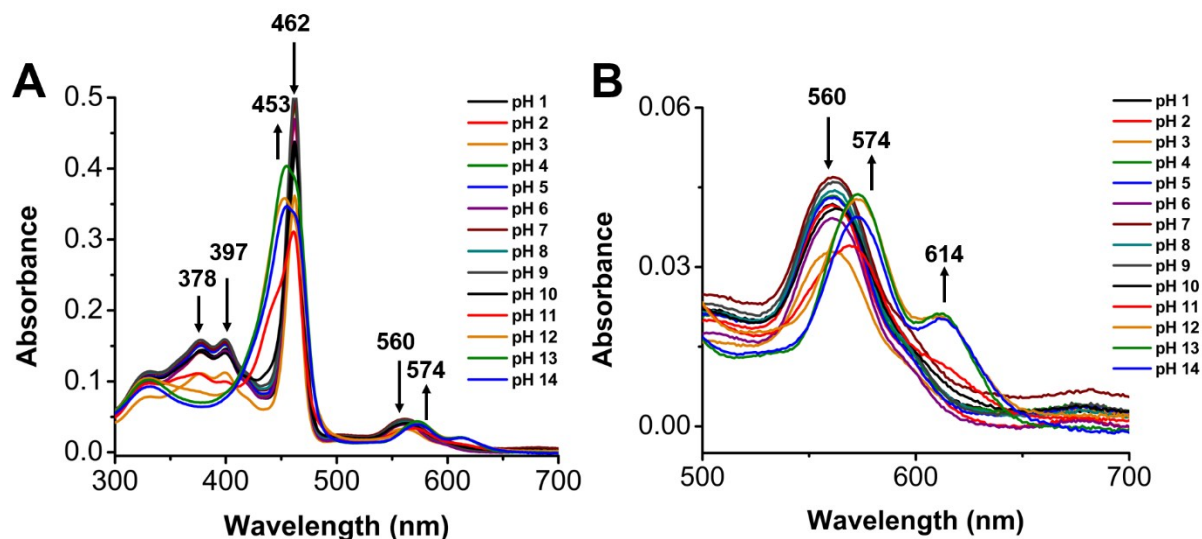 A
462
453
378
397
560
574
0.5
0.4
0.3
0.2
0.1
0.0
Absorbance
300
400
500
600
700
Wavelength (nm)
pH 1
pH 2
pH 3
pH 4
pH 5
pH 6
pH 7
pH 8
pH 9
pH 10
pH 11
pH 12
pH 13
pH 14
B
560
574
614
0.06
0.03
0.00
Absorbance
500
600
700
Wavelength (nm)
pH 1
pH 2
pH 3
pH 4
pH 5
pH 6
pH 7
pH 8
pH 9
pH 10
pH 11
pH 12
pH 13
pH 14